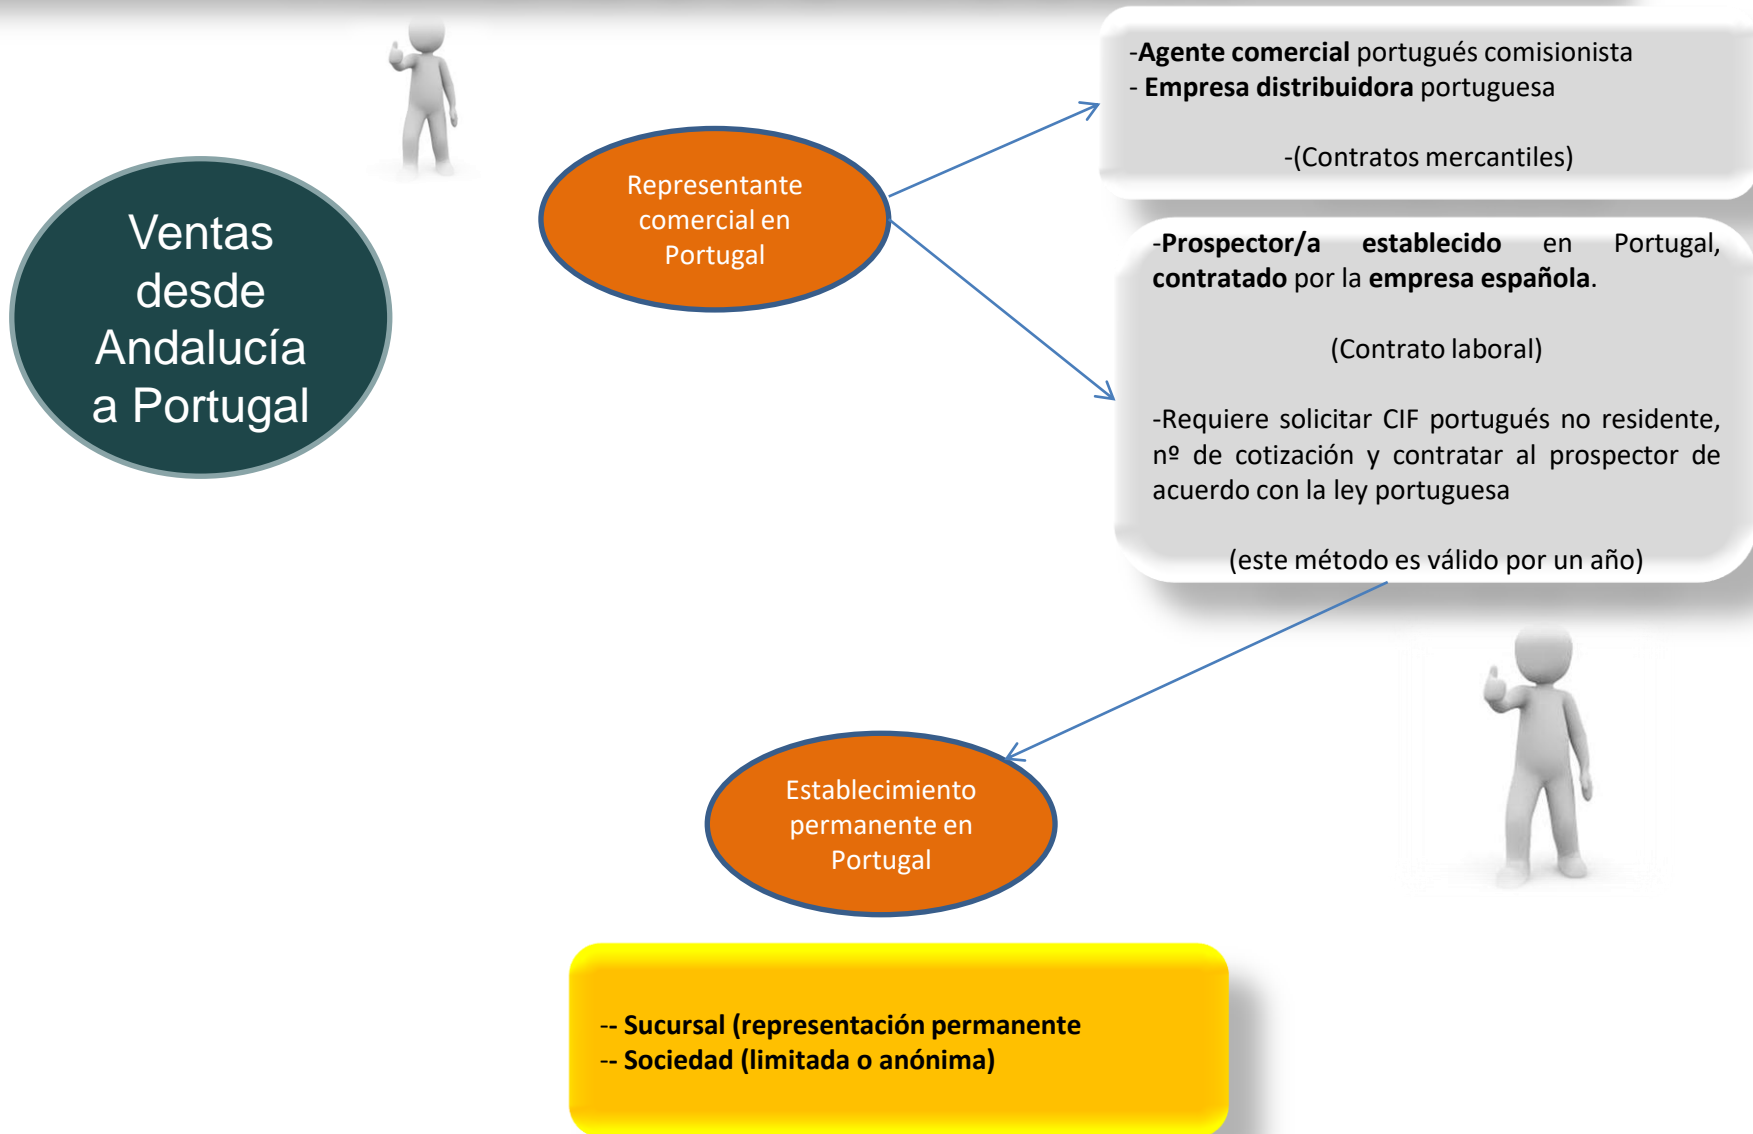 Ventas
desde
Andalucía
a Portugal
Representante
comercial en
Portugal
-Agente comercial portugués comisionista
- Empresa distribuidora portuguesa
-(Contratos mercantiles)
-Prospector/a establecido en Portugal,
contratado por la empresa española.
(Contrato laboral)
-Requiere solicitar CIF portugués no residente,
nº de cotización y contratar al prospector de
acuerdo con la ley portuguesa
(este método es válido por un año)
Establecimiento
permanente en
Portugal
-- Sucursal (representación permanente
-- Sociedad (limitada o anónima)